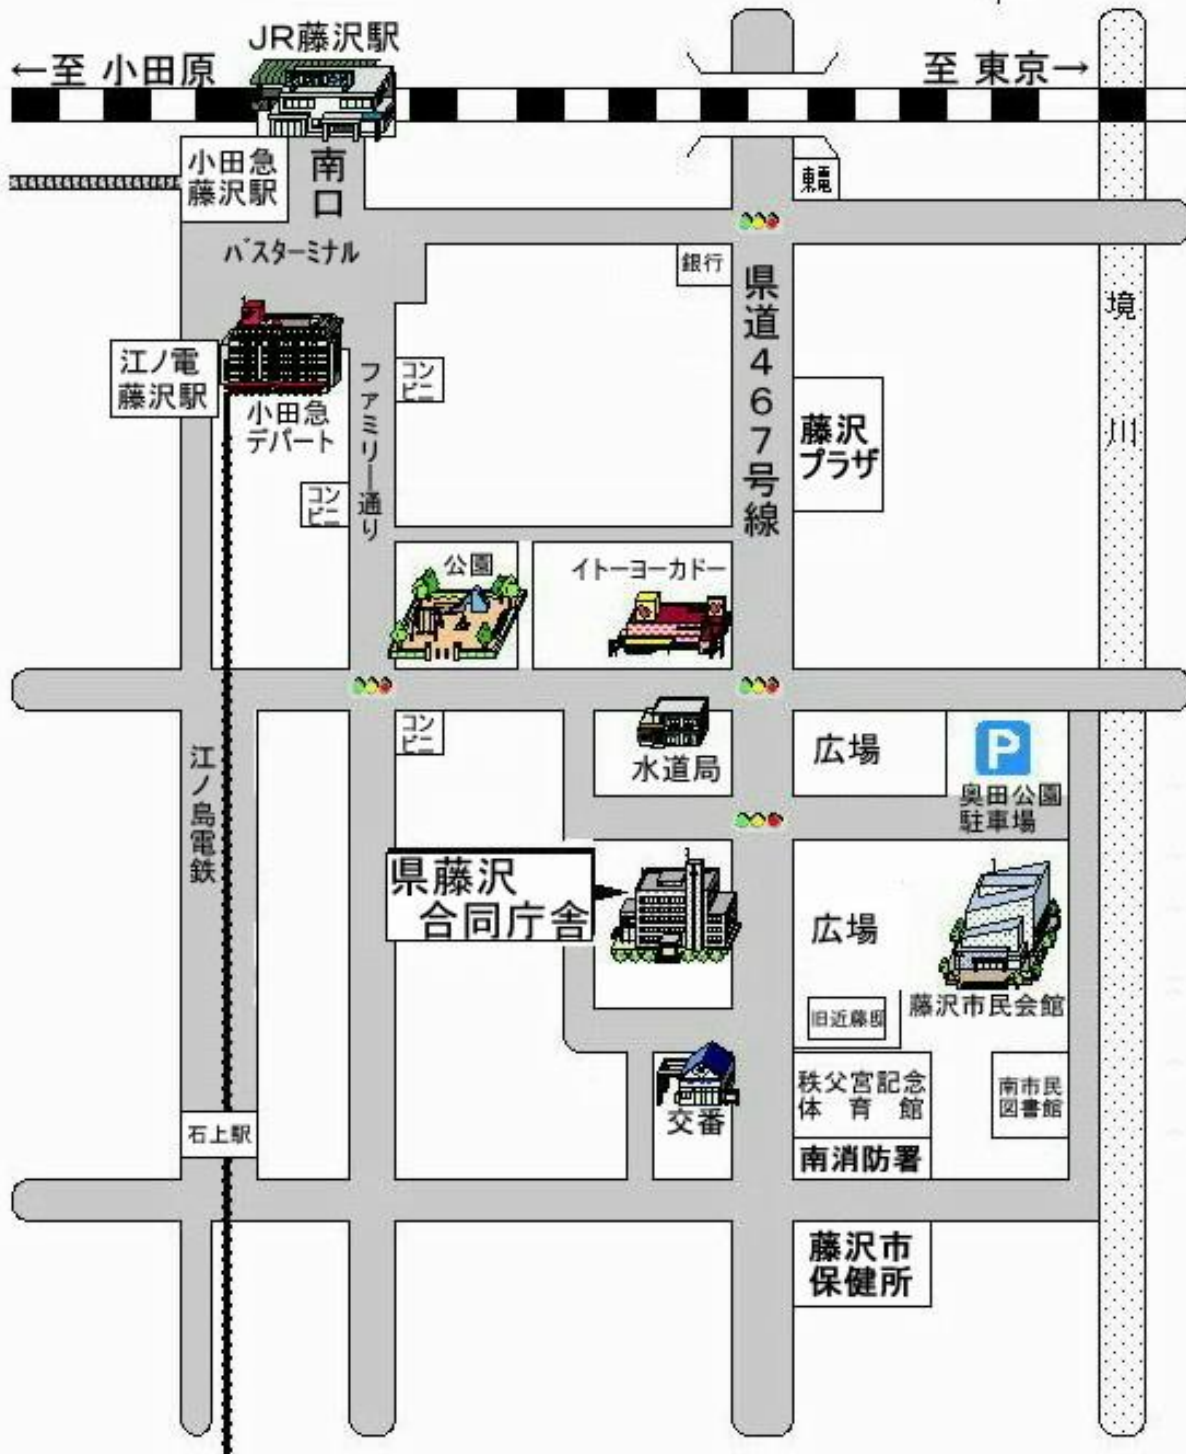 JR藤沢駅
←至 小田原
至 東京→
小田急
藤沢駅
南口
東電
バスターミナル
銀行
県道467号線
境川
江ノ電
藤沢駅
小田急
デパート
ファミリー通り
コン
ビニ
藤沢
プラザ
コン
ビニ
公園
イトーヨーカドー
コン
ビニ
水道局
広場
P
奥田公園
駐車場
江ノ島電鉄
県藤沢
合同庁舎
広場
藤沢市民会館
旧近藤邸
秩父宮記念
体育館
南市民
図書館
交番
石上駅
南消防署
藤沢市
保健所